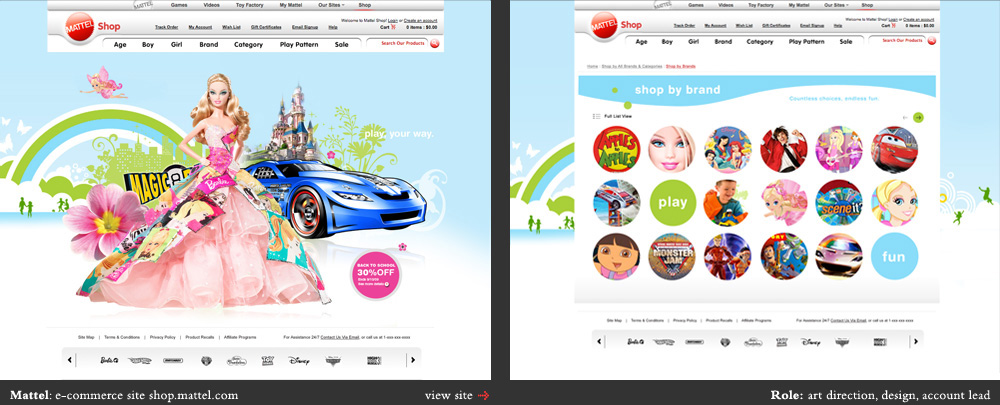 MATTEL Games Videos Toy Factory My Mattel Our Sites Shop
Welcome to Mattel Shop! Login or Create an account
MATTEL Shop
Track Order My Account Wish List Gift Certificates Email Signup Help Cart 0 items : $0.00
Age Boy Girl Brand Category Play Pattern Sale Search Our Products
play, your way.
MAGIC 8
Barbie
BACK TO SCHOOL
30%OFF
Site Map | Terms & Conditions | Privacy Policy | Product Recalls | Affiliate Programs For Assistance 24/7 Contact Us Via Email, or call us at 1-xxx-xxx-xxxx
Barbie Disney
MATTEL Games Videos Toy Factory My Mattel Our Sites Shop
Welcome to Mattel Shop! Login or Create an account
MATTEL Shop
Track Order My Account Wish List Gift Certificates Email Signup Help Cart 0 items : $0.00
Age Boy Girl Brand Category Play Pattern Sale Search Our Products
Home Shop by All Brands & Categories Shop by Brands
shop by brand
Countless choices, endless fun.
Full List View
APPLES to APPLES
play
scene it?
MONSTER JAM
fun
Site Map | Terms & Conditions | Privacy Policy | Product Recalls | Affiliate Programs For Assistance 24/7 Contact Us Via Email, or call us at 1-xxx-xxx-xxxx
Barbie Disney
Mattel: e-commerce site shop.mattel.com view site
Role: art direction, design, account lead